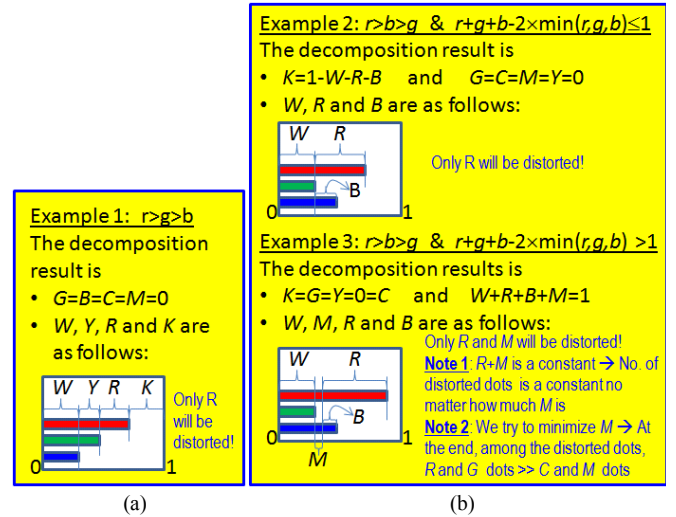 Example 1:  r>g>b
The decomposition
result is
• G=B=C=M=0
• W, Y, R and K are
as follows:
W Y R K
Only R
will be
distorted!
0 1
(a)
Example 2: r>b>g  &  r+g+b-2×min(r,g,b)≤1
The decomposition result is
• K=1-W-R-B    and    G=C=M=Y=0
• W, R and B are as follows:
W R
B
Only R will be distorted!
0 1
Example 3: r>b>g  &  r+g+b-2×min(r,g,b) >1
The decomposition results is
• K=G=Y=0=C    and    W+R+B+M=1
• W, M, R and B are as follows:
W R
B
0 1
M
Only R and M will be distorted!
Note 1: R+M is a constant → No. of
distorted dots  is a constant no
matter how much M is
Note 2: We try to minimize M → At
the end, among the distorted dots,
R and G  dots >> C and M  dots
(b)